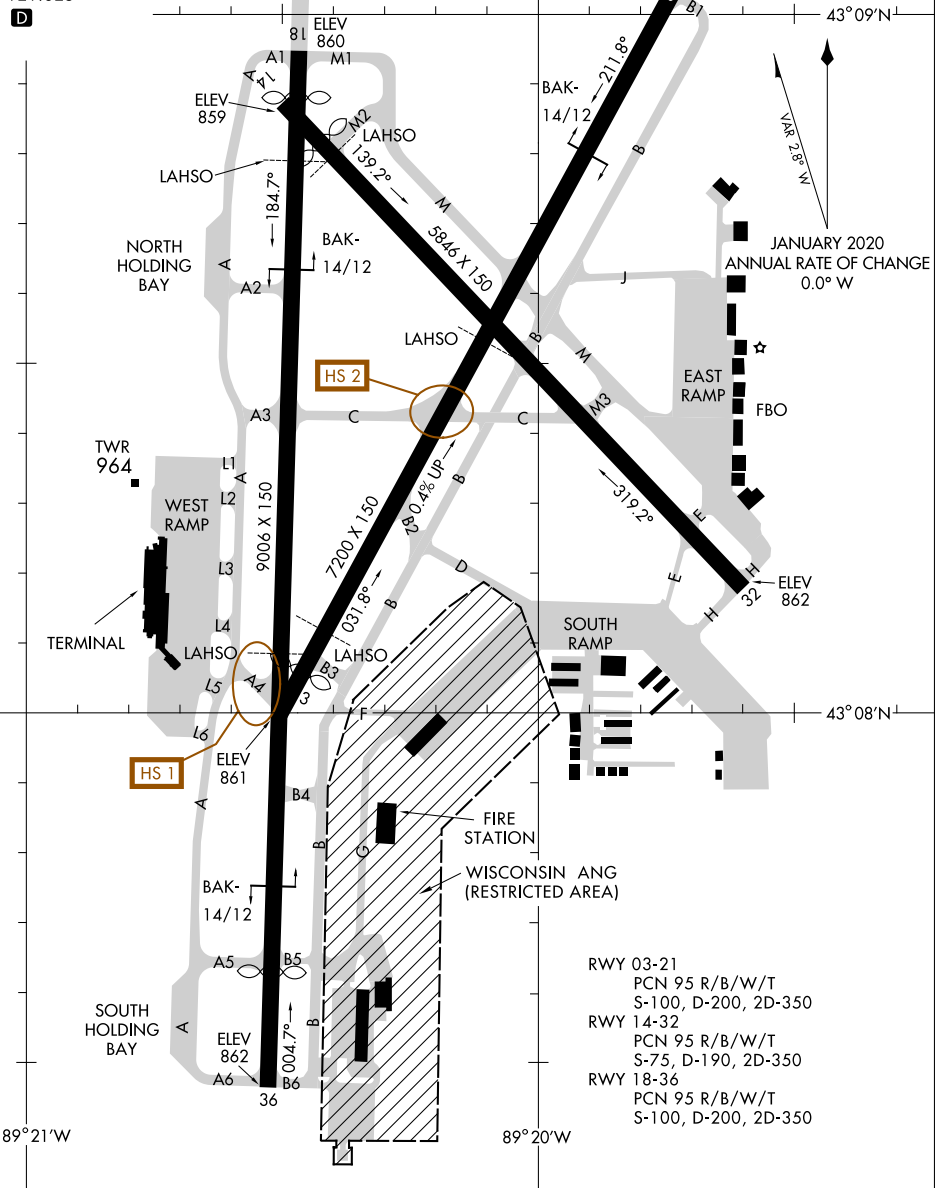 D
43°09'N
18
ELEV
860
A1
M1
B1
A
14
ELEV
859
M2
LAHSO
LAHSO
139.2°
184.7°
211.8°
BAK-
14/12
B
VAR 2.8° W
JANUARY 2020
ANNUAL RATE OF CHANGE
0.0° W
M
NORTH
HOLDING
BAY
A
A2
BAK-
14/12
5846 X 150
J
LAHSO
B
M
HS 2
EAST
RAMP
FBO
A3
C
C
M3
TWR
964
L1
A
L2
WEST
RAMP
9006 X 150
7200 X 150
0.4% UP
B
B2
319.2°
E
L3
D
E
H
ELEV
862
32
H
031.8°
B
TERMINAL
L4
LAHSO
LAHSO
SOUTH
RAMP
A4
B3
L5
3
F
43°08'N
L6
ELEV
861
HS 1
A
B4
B
G
FIRE
STATION
WISCONSIN ANG
(RESTRICTED AREA)
BAK-
14/12
A5
B5
SOUTH
HOLDING
BAY
A
ELEV
862
004.7°
B
A6
B6
36
RWY 03-21
PCN 95 R/B/W/T
S-100, D-200, 2D-350
RWY 14-32
PCN 95 R/B/W/T
S-75, D-190, 2D-350
RWY 18-36
PCN 95 R/B/W/T
S-100, D-200, 2D-350
89°21'W
89°20'W